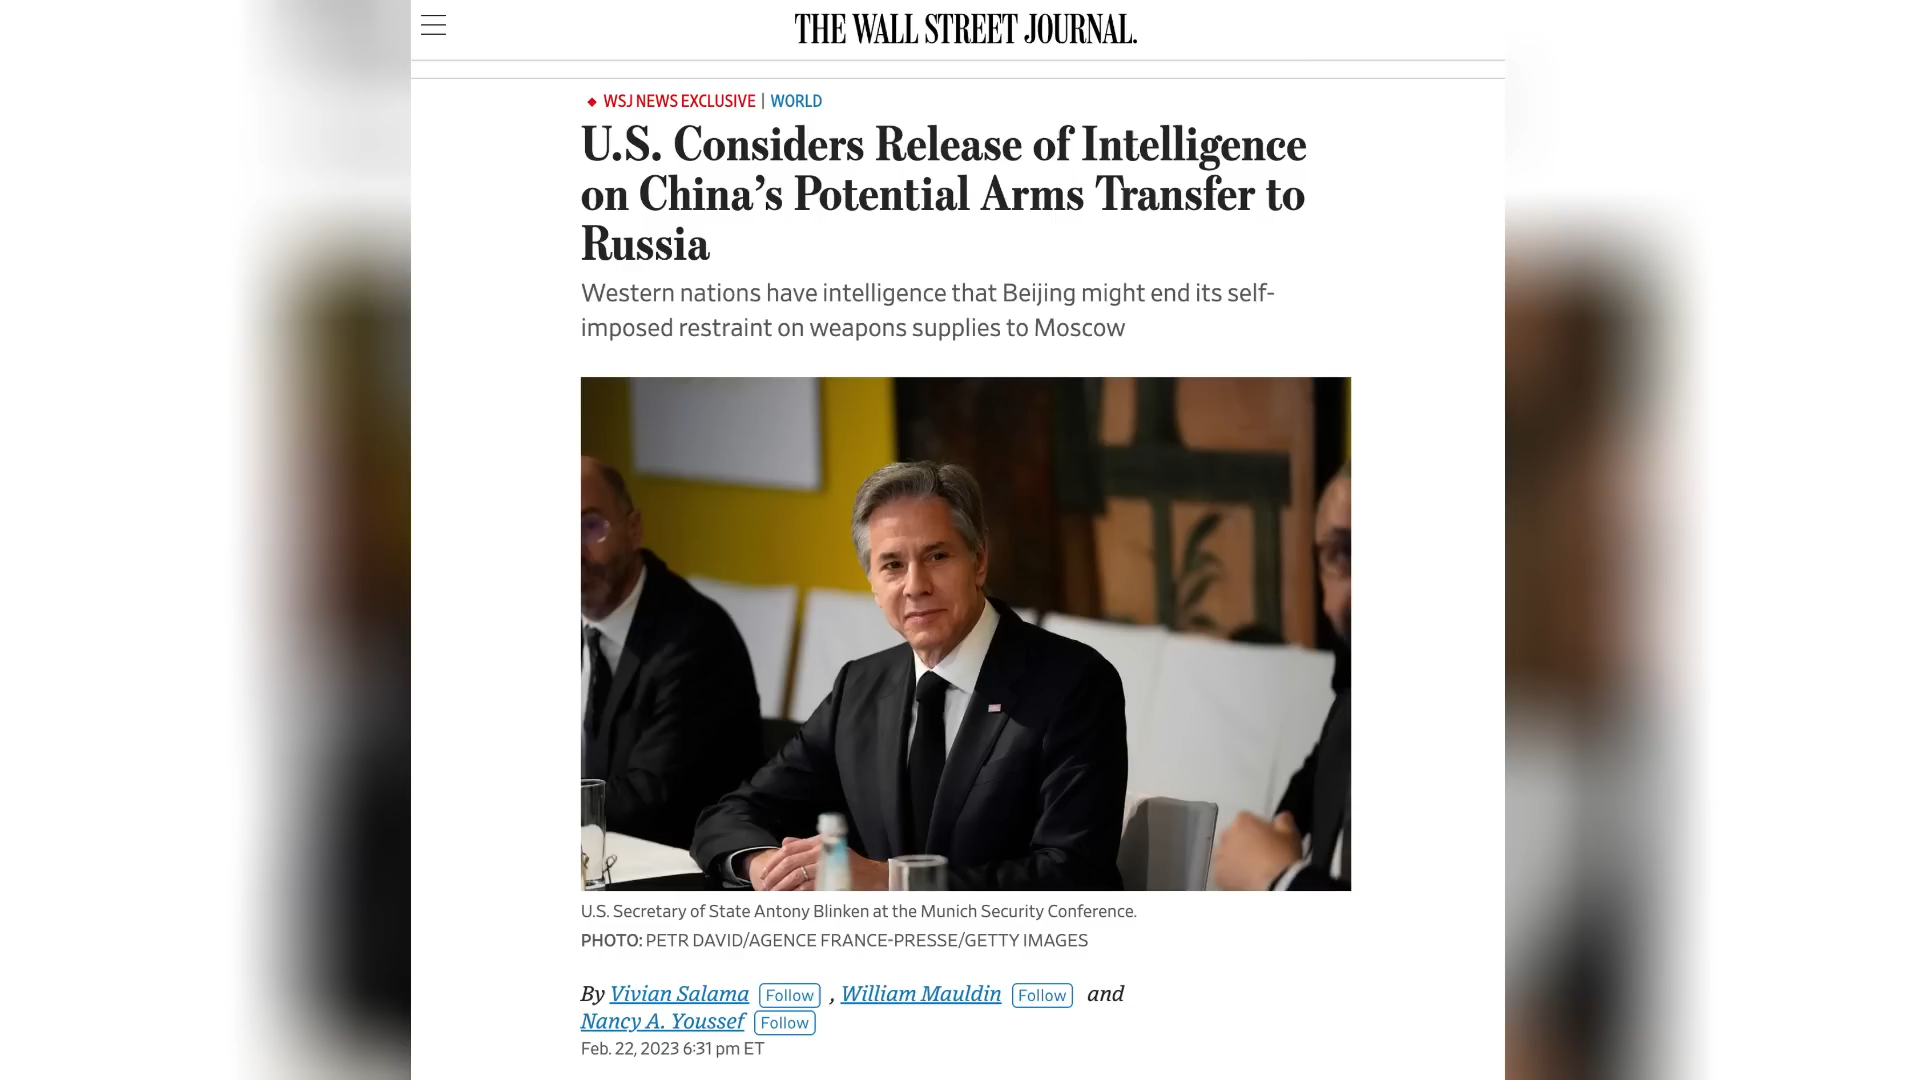 THE WALL STREET JOURNAL.
WSJ NEWS EXCLUSIVE | WORLD
U.S. Considers Release of Intelligence
on China’s Potential Arms Transfer to
Russia
Western nations have intelligence that Beijing might end its self-
imposed restraint on weapons supplies to Moscow
U.S. Secretary of State Antony Blinken at the Munich Security Conference.
PHOTO: PETR DAVID/AGENCE FRANCE-PRESSE/GETTY IMAGES
By Vivian Salama Follow , William Mauldin Follow and
Nancy A. Youssef Follow
Feb. 22, 2023 6:31 pm ET